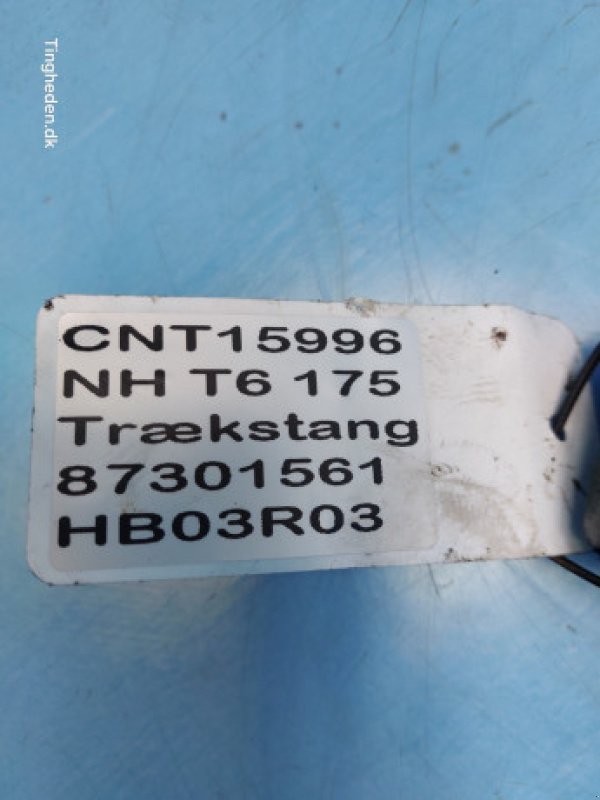 Tingheden.dk
CNT15996
NH T6 175
Trækstang
87301561
HB03R03